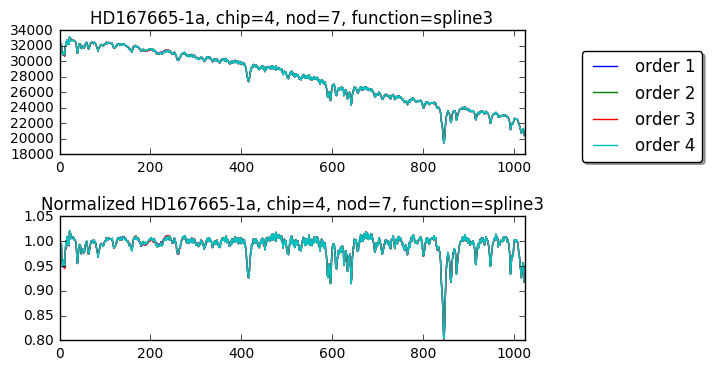 HD167665-1a, chip=4, nod=7, function=spline3
34000
32000
30000
28000
26000
24000
22000
20000
18000
0 200 400 600 800 1000
order 1
order 2
order 3
order 4
Normalized HD167665-1a, chip=4, nod=7, function=spline3
1.05
1.00
0.95
0.90
0.85
0.80
0 200 400 600 800 1000